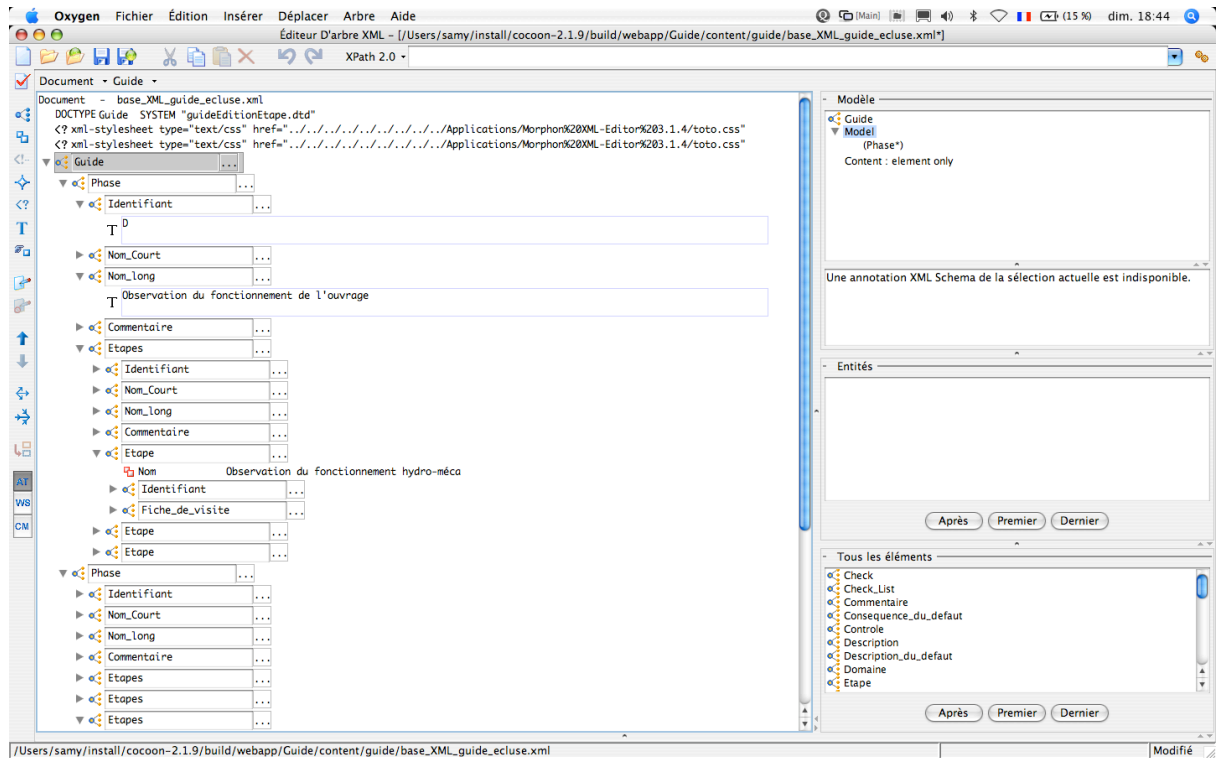 Oxygen Fichier Édition Insérer Déplacer Arbre Aide [Main] (15 %) dim. 18:44
Éditeur D'arbre XML – [/Users/samy/install/cocoon-2.1.9/build/webapp/Guide/content/guide/base_XML_guide_ecluse.xml*]
XPath 2.0
Document Guide
Document – base_XML_guide_ecluse.xml
DOCTYPE Guide SYSTEM "guideEditionEtape.dtd"
<? xml-stylesheet type="text/css" href="../../../../../../../../../Applications/Morphon%20XML-Editor%203.1.4/toto.css"
<? xml-stylesheet type="text/css" href="../../../../../../../../../Applications/Morphon%20XML-Editor%203.1.4/toto.css"
Guide ...
Phase ...
Identifiant ...
T D
Nom_Court ...
Nom_long ...
T Observation du fonctionnement de l'ouvrage
Commentaire ...
Etapes ...
Identifiant ...
Nom_Court ...
Nom_long ...
Commentaire ...
Etape ...
Nom Observation du fonctionnement hydro-méca
Identifiant ...
Fiche_de_visite ...
Etape ...
Etape ...
Phase ...
Identifiant ...
Nom_Court ...
Nom_long ...
Commentaire ...
Etapes ...
Etapes ...
Etapes ...
<!-
<?
T
AT
WS
CM
- Modèle
Guide
Model
(Phase*)
Content : element only
Une annotation XML Schema de la sélection actuelle est indisponible.
- Entités
Après Premier Dernier
- Tous les éléments
Check
Check_List
Commentaire
Consequence_du_defaut
Controle
Description
Description_du_defaut
Domaine
Etape
Après Premier Dernier
/Users/samy/install/cocoon-2.1.9/build/webapp/Guide/content/guide/base_XML_guide_ecluse.xml Modifié